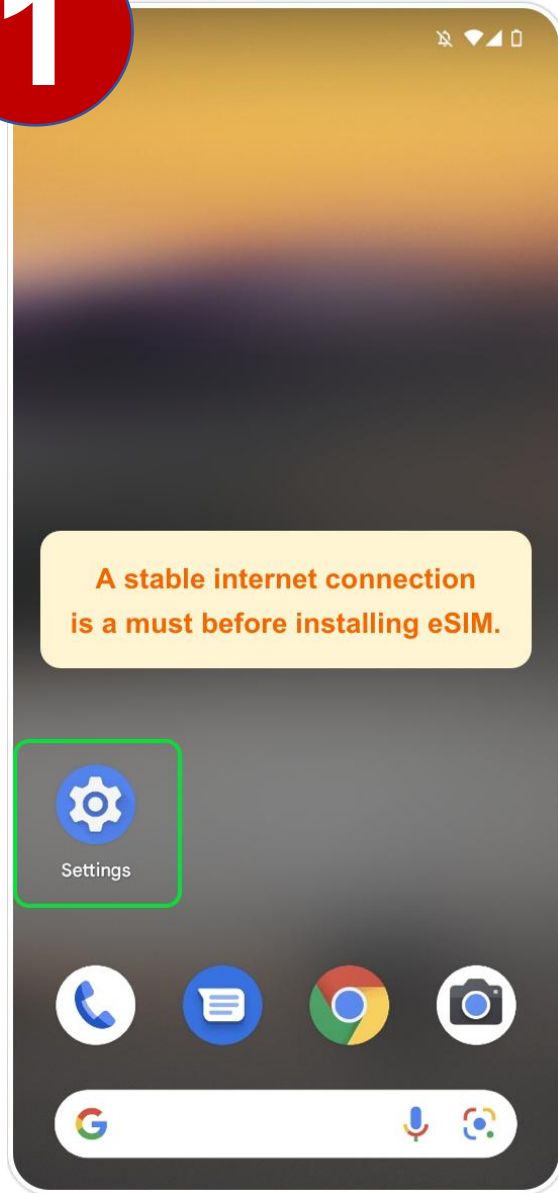 1
A stable internet connection
is a must before installing eSIM.
Settings
G